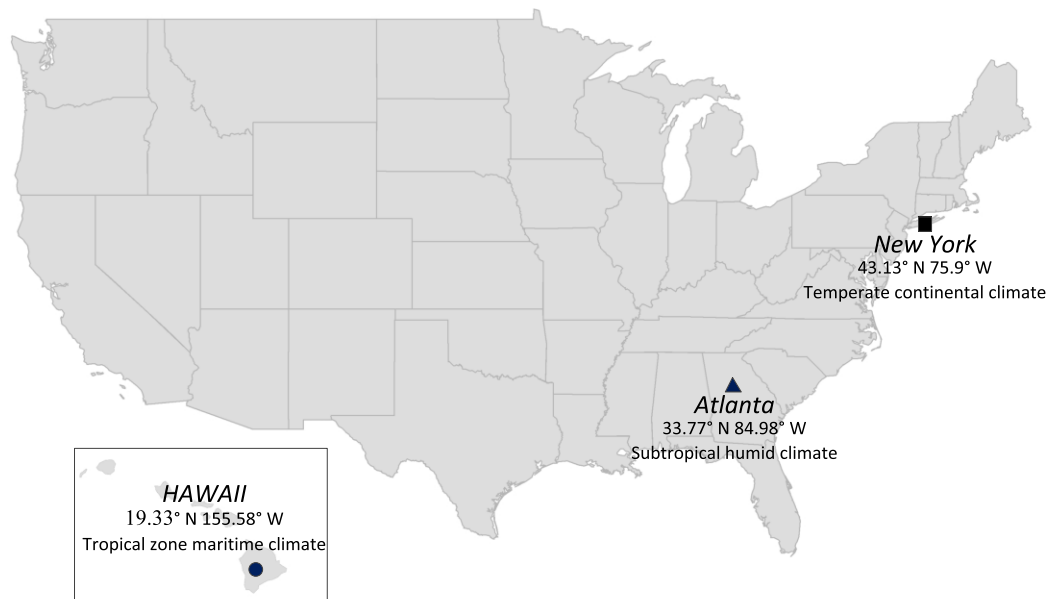 New York
43.13° N 75.9° W
Temperate continental climate
Atlanta
33.77° N 84.98° W
Subtropical humid climate
HAWAII
19.33° N 155.58° W
Tropical zone maritime climate